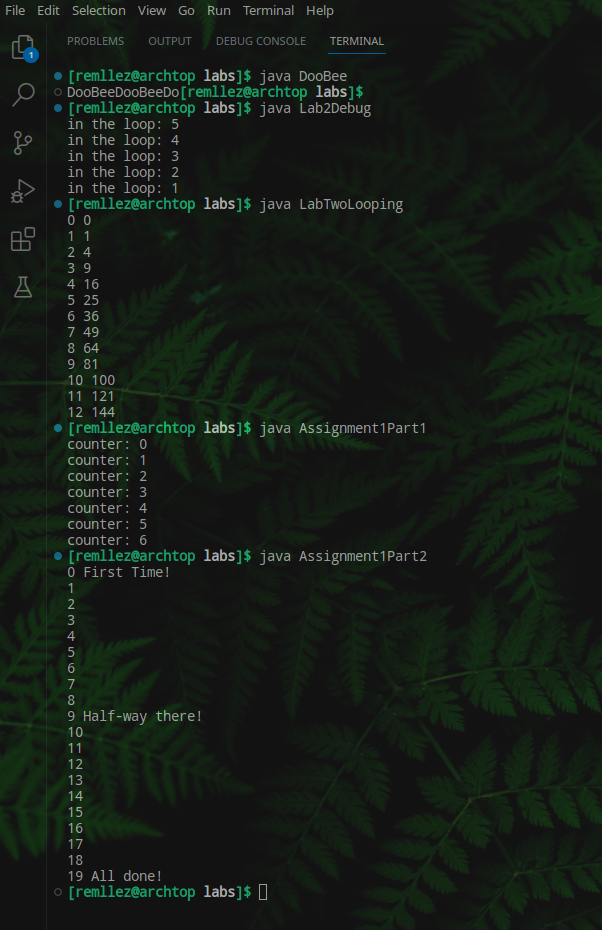 File Edit Selection View Go Run Terminal Help
PROBLEMS OUTPUT DEBUG CONSOLE TERMINAL
1
[remllez@archtop labs]$ java DooBee
DooBeeDooBeeDo[remllez@archtop labs]$
[remllez@archtop labs]$ java Lab2Debug
in the loop: 5
in the loop: 4
in the loop: 3
in the loop: 2
in the loop: 1
[remllez@archtop labs]$ java LabTwoLooping
0 0
1 1
2 4
3 9
4 16
5 25
6 36
7 49
8 64
9 81
10 100
11 121
12 144
[remllez@archtop labs]$ java Assignment1Part1
counter: 0
counter: 1
counter: 2
counter: 3
counter: 4
counter: 5
counter: 6
[remllez@archtop labs]$ java Assignment1Part2
0 First Time!
1
2
3
4
5
6
7
8
9 Half-way there!
10
11
12
13
14
15
16
17
18
19 All done!
[remllez@archtop labs]$